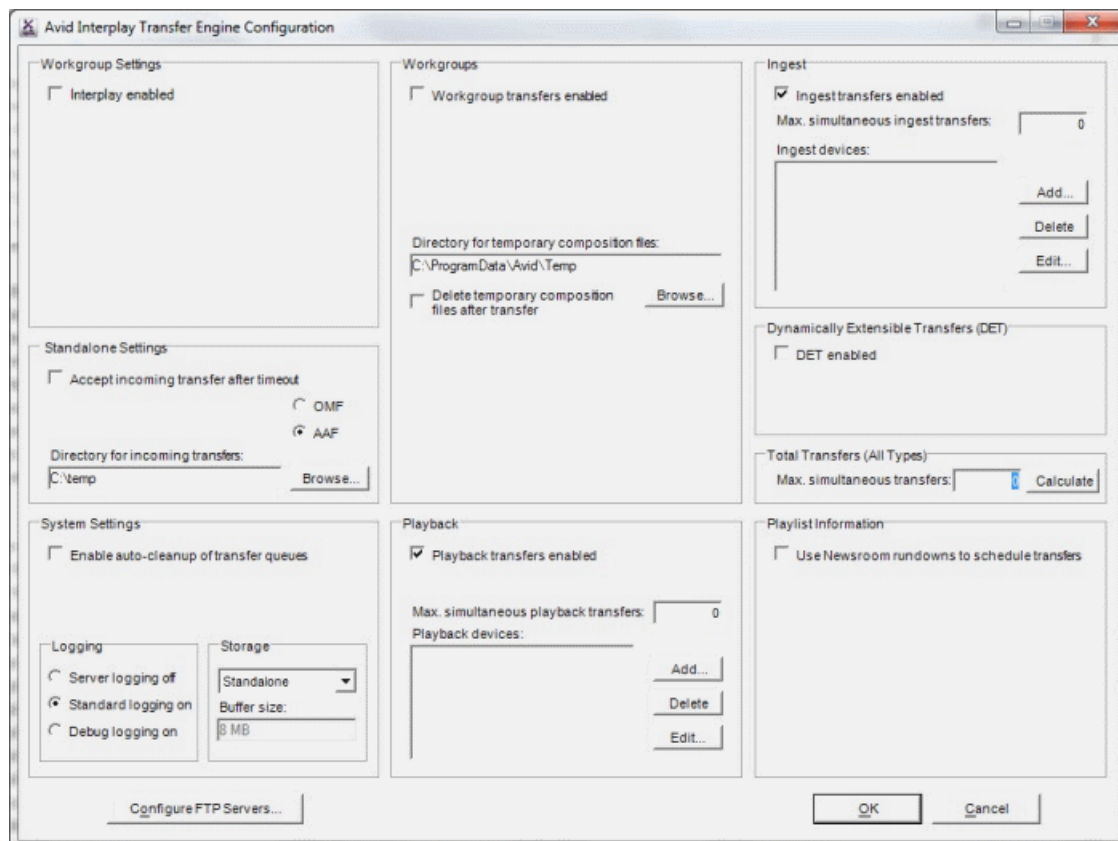 Avid Interplay Transfer Engine Configuration
Workgroup Settings
Interplay enabled
Standalone Settings
Accept incoming transfer after timeout
OMF
AAF
Directory for incoming transfers:
C:\temp
Browse...
System Settings
Enable auto-cleanup of transfer queues
Logging
Server logging off
Standard logging on
Debug logging on
Storage
Standalone
Buffer size:
8 MB
Workgroups
Workgroup transfers enabled
Directory for temporary composition files:
C:\ProgramData\Avid\Temp
Delete temporary composition
files after transfer
Browse...
Playback
Playback transfers enabled
Max. simultaneous playback transfers:
0
Playback devices:
Add...
Delete
Edit...
Ingest
Ingest transfers enabled
Max. simultaneous ingest transfers:
0
Ingest devices:
Add...
Delete
Edit...
Dynamically Extensible Transfers (DET)
DET enabled
Total Transfers (All Types)
Max. simultaneous transfers:
0
Calculate
Playlist Information
Use Newsroom rundowns to schedule transfers
Configure FTP Servers...
OK
Cancel